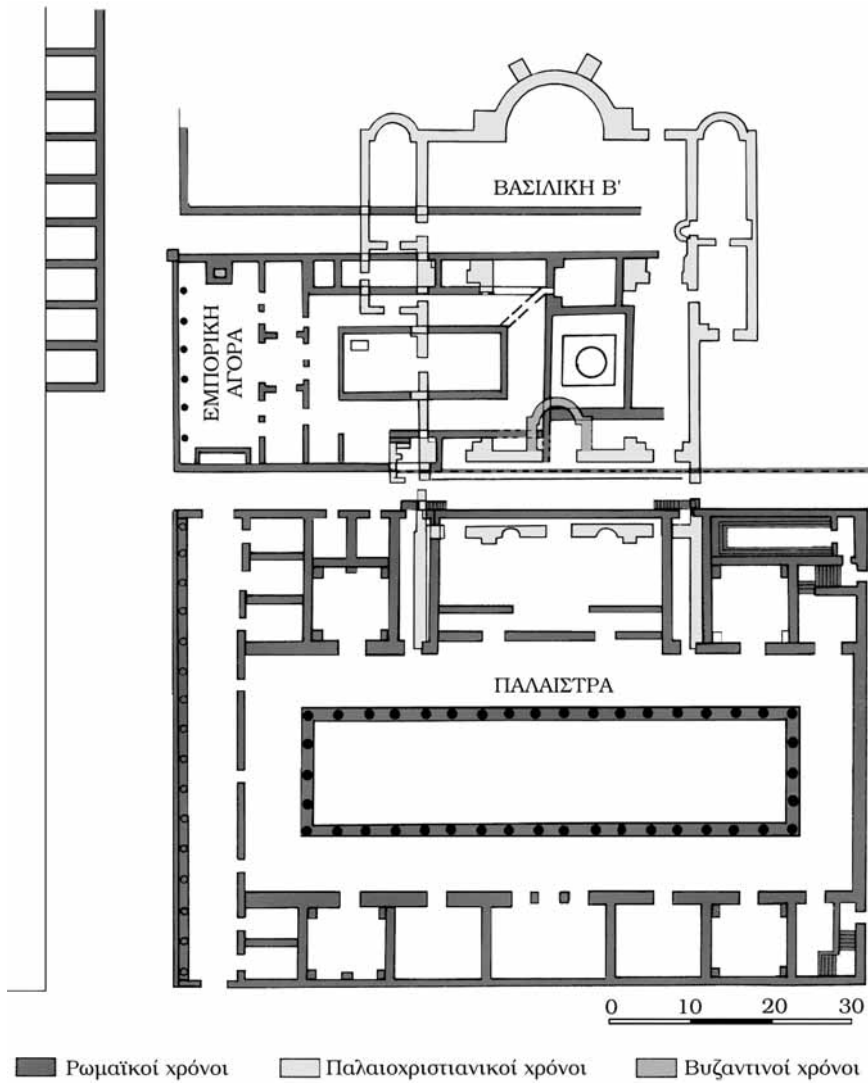 ΒΑΣΙΛΙΚΗ Β'
ΕΜΠΟΡΙΚΗ
ΑΓΟΡΑ
ΠΑΛΑΙΣΤΡΑ
0 10 20 30
Ρωμαϊκοί χρόνοι Παλαιοχριστιανικοί χρόνοι Βυζαντινοί χρόνοι